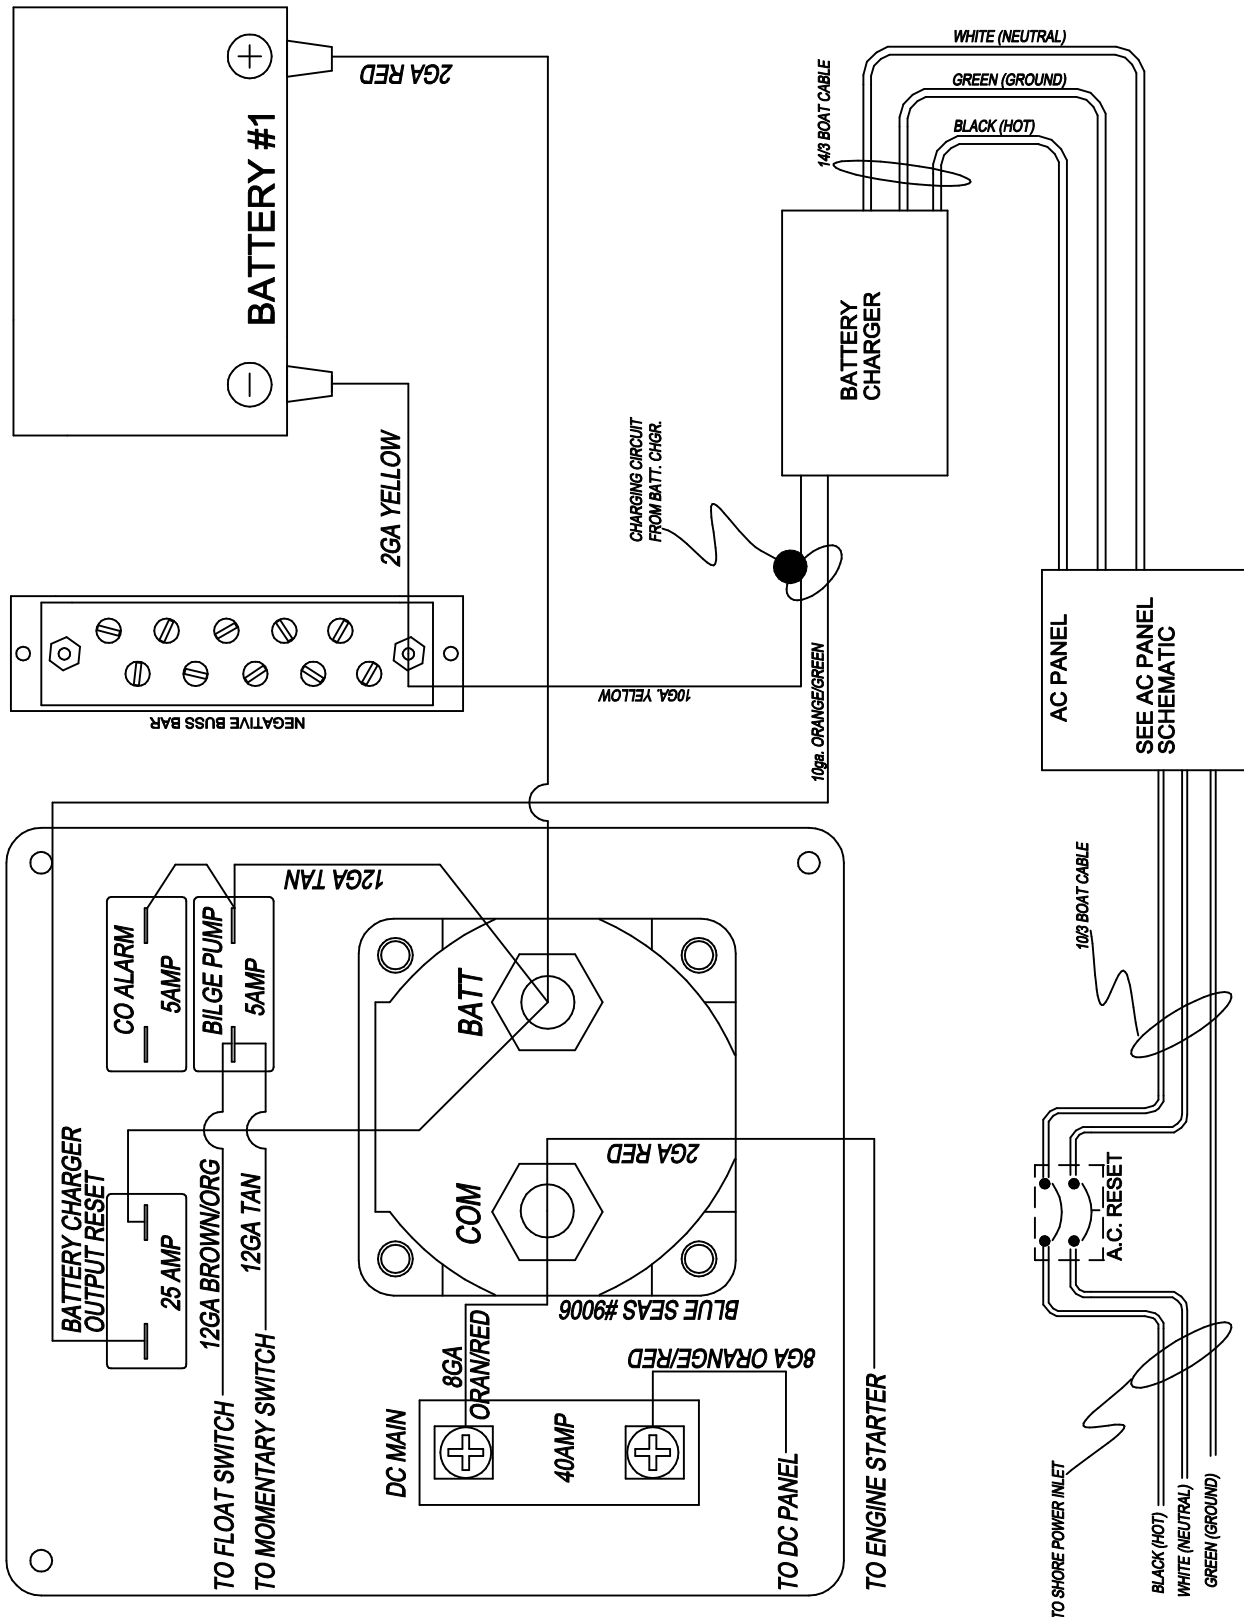 2GA RED
BATTERY #1
2GA YELLOW
NEGATIVE BUSS BAR
WHITE (NEUTRAL)
GREEN (GROUND)
BLACK (HOT)
14/3 BOAT CABLE
BATTERY
CHARGER
CHARGING CIRCUIT
FROM BATT. CHGR.
10GA. YELLOW
10ga. ORANGE/GREEN
AC PANEL
SEE AC PANEL
SCHEMATIC
12GA TAN
CO ALARM
5AMP
BILGE PUMP
5AMP
BATT
COM
2GA RED
BLUE SEAS #9006
BATTERY CHARGER
OUTPUT RESET
25 AMP
12GA BROWN/ORG
12GA TAN
TO FLOAT SWITCH
TO MOMENTARY SWITCH
8GA
ORAN/RED
8GA ORANGE/RED
DC MAIN
40AMP
TO DC PANEL
TO ENGINE STARTER
10/3 BOAT CABLE
A.C. RESET
TO SHORE POWER INLET
BLACK (HOT)
WHITE (NEUTRAL)
GREEN (GROUND)